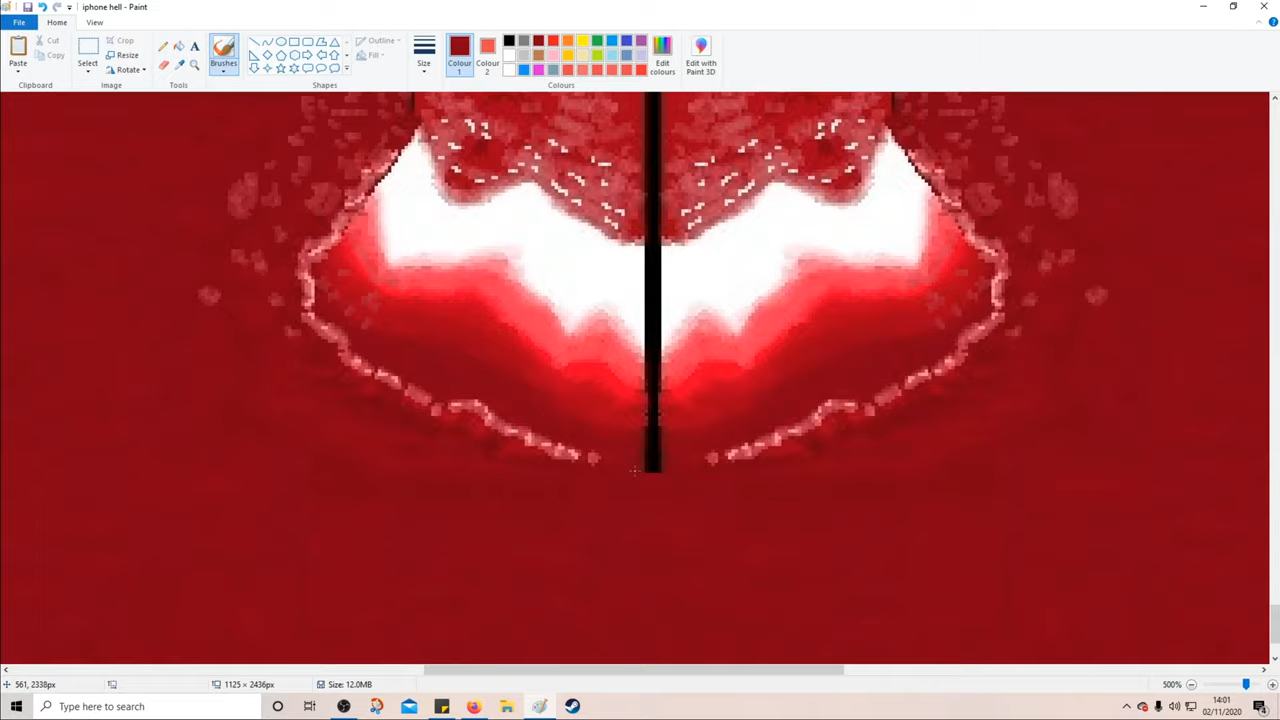 iphone hell - Paint
File Home View
Paste
Cut
Copy
Clipboard
Select
Crop
Resize
Rotate
Image
A
Tools
Brushes
Shapes
Outline
Fill
Size
Colour 1
Colour 2
Colours
Edit colours
Edit with Paint 3D
561, 2338px
1125 × 2436px
Size: 12.0MB
500%
Type here to search
14:01
02/11/2020
4